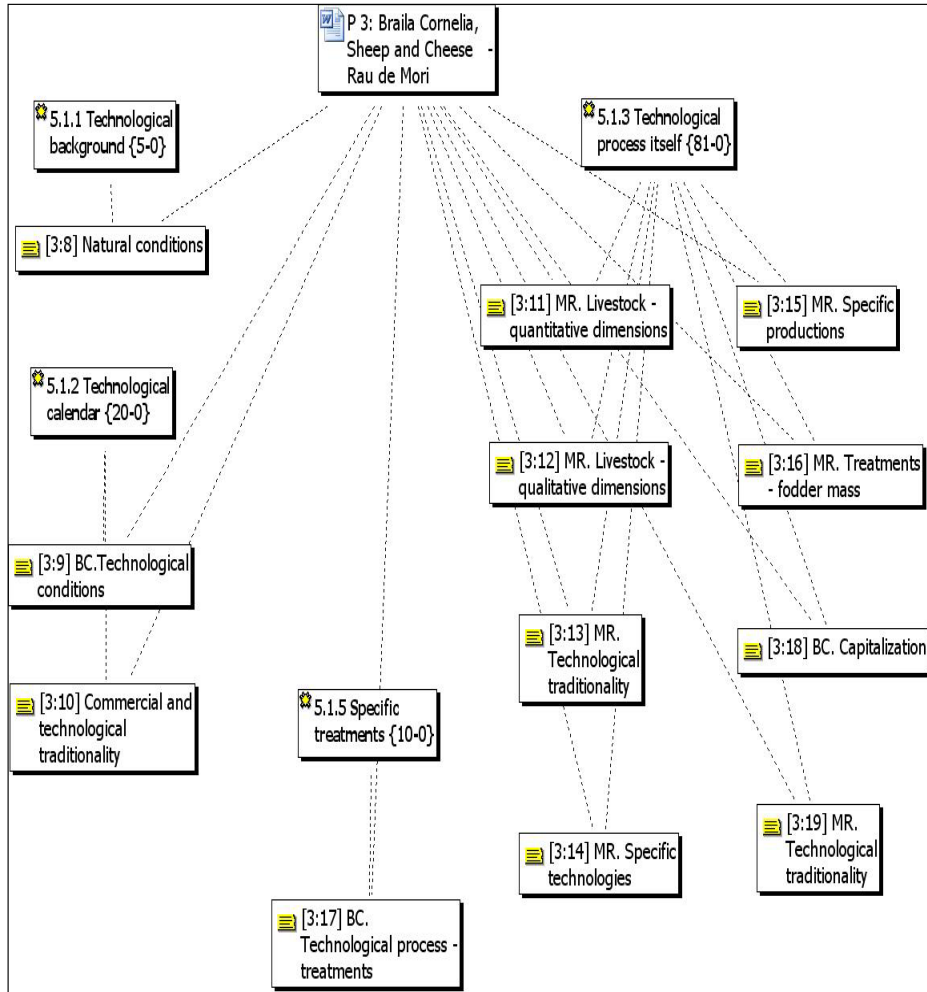 P 3: Braila Cornelia,
Sheep and Cheese -
Rau de Mori
5.1.1 Technological
background {5-0}
5.1.3 Technological
process itself {81-0}
[3:8] Natural conditions
[3:11] MR. Livestock -
quantitative dimensions
[3:15] MR. Specific
productions
5.1.2 Technological
calendar {20-0}
[3:12] MR. Livestock -
qualitative dimensions
[3:16] MR. Treatments
- fodder mass
[3:9] BC.Technological
conditions
[3:13] MR.
Technological
traditionality
[3:18] BC. Capitalization
[3:10] Commercial and
technological
traditionality
5.1.5 Specific
treatments {10-0}
[3:14] MR. Specific
technologies
[3:19] MR.
Technological
traditionality
[3:17] BC.
Technological process -
treatments